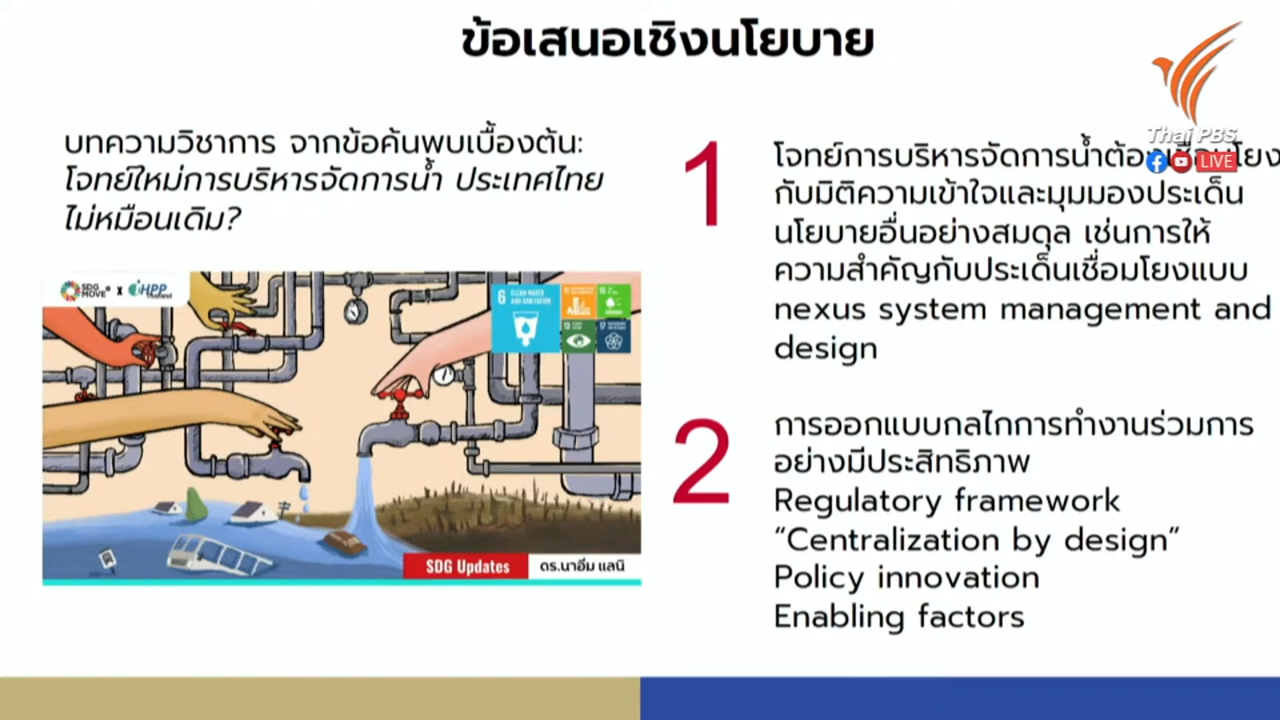 ข้อเสนอเชิงนโยบาย
Thai PBS
LIVE
บทความวิชาการ จากข้อค้นพบเบื้องต้น:
โจทย์ใหม่การบริหารจัดการน้ำ ประเทศไทย
ไม่หมือนเดิม?
SDG
MOVE
x
iHPP
Thailand
6 CLEAN WATER
AND SANITATION
11
15
13
17
SDG Updates
ดร.นาอีม แลนิ
1
โจทย์การบริหารจัดการน้ำต้องเชื่อมโยง
กับมิติความเข้าใจและมุมมองประเด็น
นโยบายอื่นอย่างสมดุล เช่นการให้
ความสำคัญกับประเด็นเชื่อมโยงแบบ
nexus system management and
design
2
การออกแบบกลไกการทำงานร่วมการ
อย่างมีประสิทธิภาพ
Regulatory framework
“Centralization by design”
Policy innovation
Enabling factors